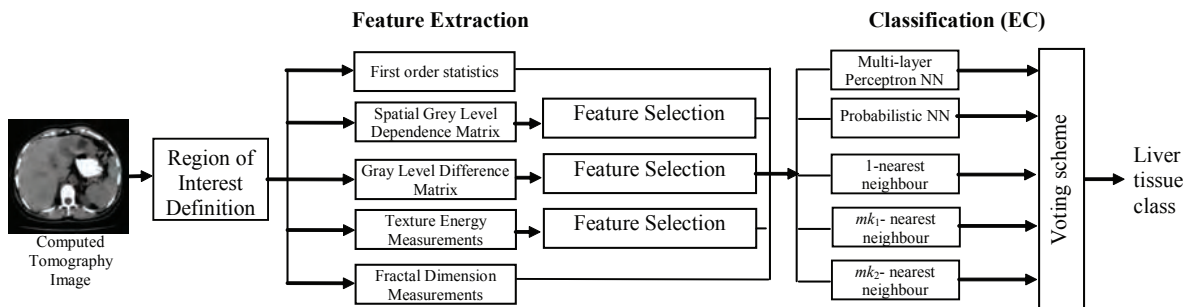 Feature Extraction
Classification (EC)
Computed
Tomography
Image
Region of
Interest
Definition
First order statistics
Spatial Grey Level
Dependence Matrix
Gray Level Difference
Matrix
Texture Energy
Measurements
Fractal Dimension
Measurements
Feature Selection
Feature Selection
Feature Selection
Multi-layer
Perceptron NN
Probabilistic NN
1-nearest
neighbour
mk1- nearest
neighbour
mk2- nearest
neighbour
Voting scheme
Liver
tissue
class